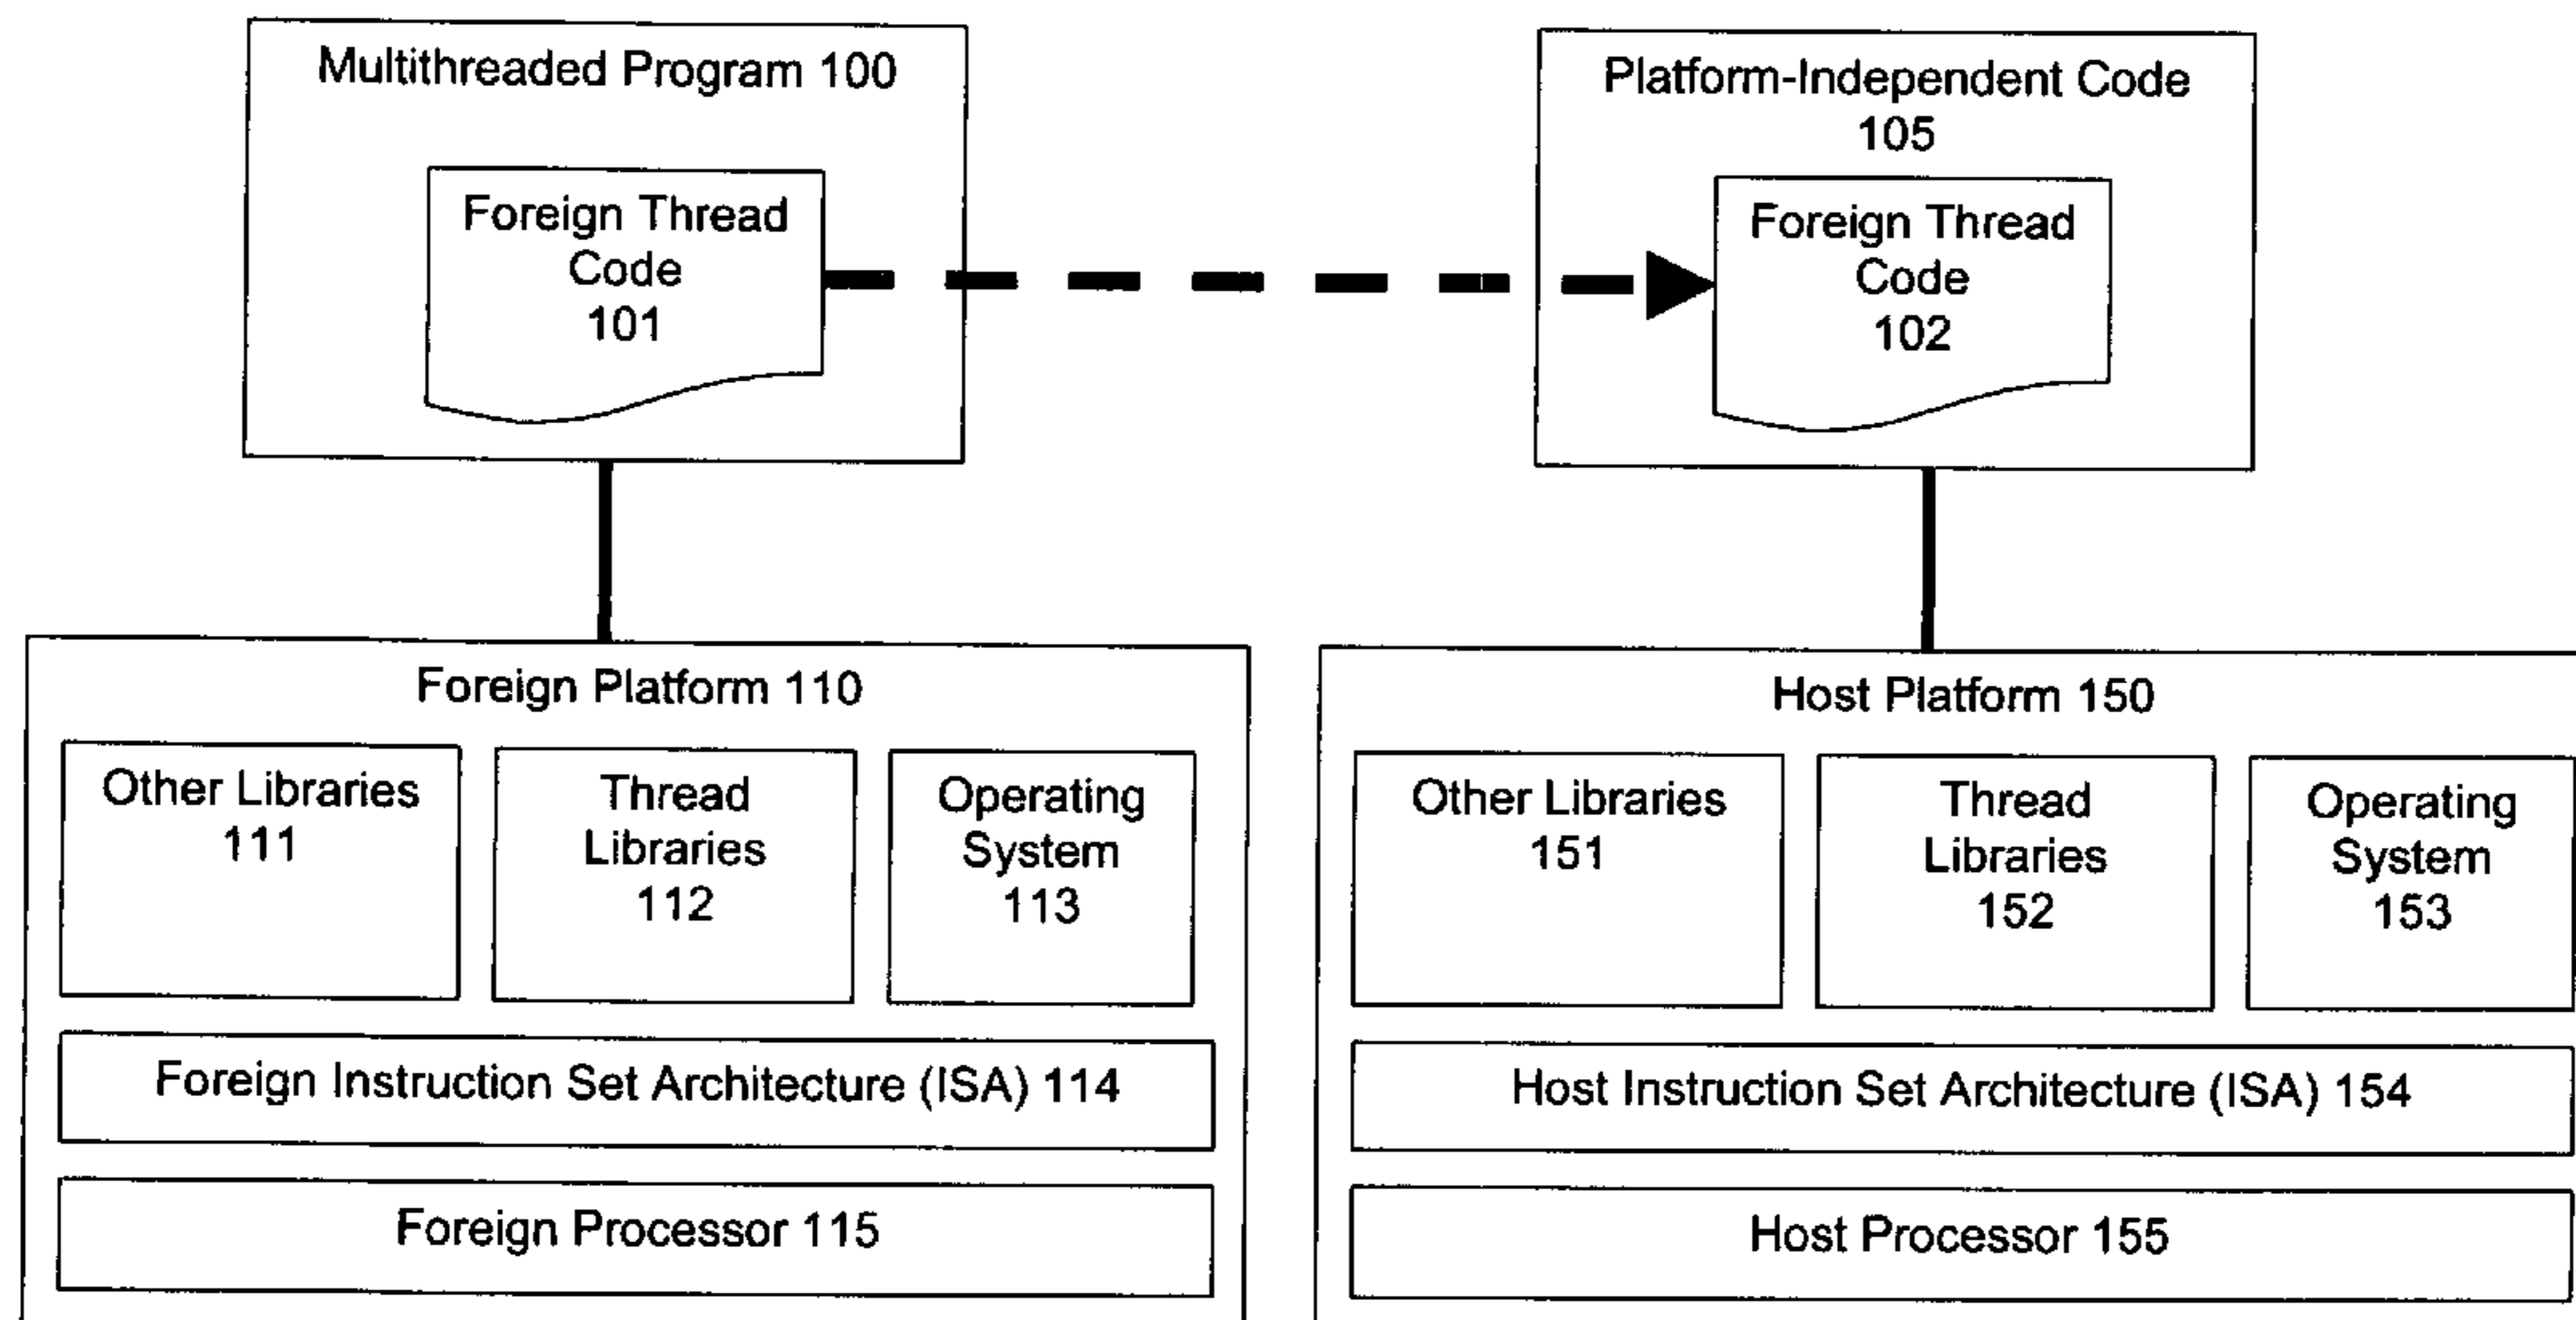 Multithreaded Program 100
Foreign Thread
Code
101
Platform-Independent Code
105
Foreign Thread
Code
102
Foreign Platform 110
Other Libraries
111
Thread
Libraries
112
Operating
System
113
Foreign Instruction Set Architecture (ISA) 114
Foreign Processor 115
Host Platform 150
Other Libraries
151
Thread
Libraries
152
Operating
System
153
Host Instruction Set Architecture (ISA) 154
Host Processor 155